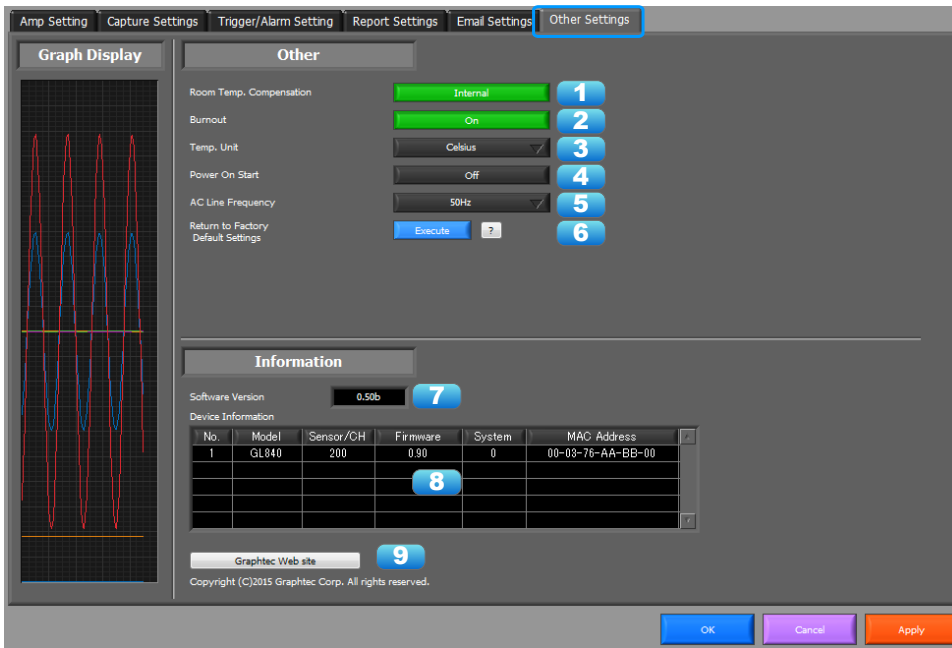 Amp Setting Capture Settings Trigger/Alarm Setting Report Settings Email Settings Other Settings
Graph Display
Other
Room Temp. Compensation Internal 1
Burnout On 2
Temp. Unit Celsius 3
Power On Start Off 4
AC Line Frequency 50Hz 5
Return to Factory
Default Settings Execute ? 6
Information
Software Version 0.50b 7
Device Information
No. Model Sensor/CH Firmware System MAC Address
1 GL840 200 0.90 0 00-03-76-AA-BB-00
8
Graphtec Web site 9
Copyright (C)2015 Graphtec Corp. All rights reserved.
OK Cancel Apply